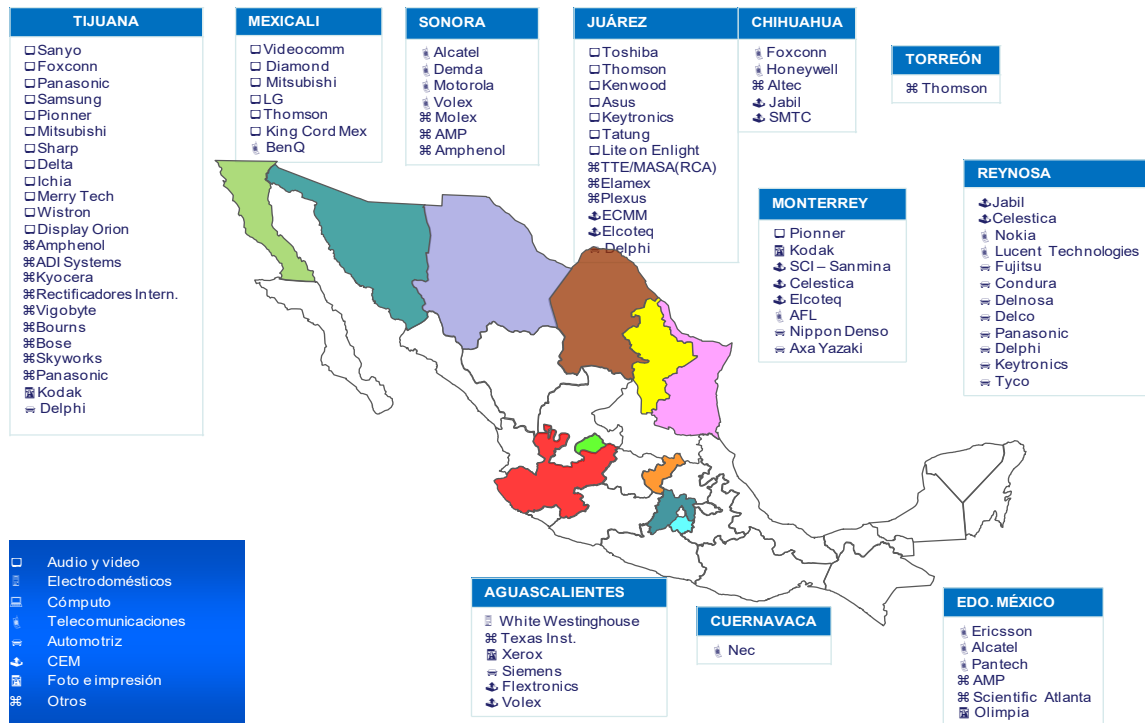 TIJUANA
Sanyo
Foxconn
Panasonic
Samsung
Pionner
Mitsubishi
Sharp
Delta
Ichia
Merry Tech
Wistron
Display Orion
Amphenol
ADI Systems
Kyocera
Rectificadores Intern.
Vigobyte
Bourns
Bose
Skyworks
Panasonic
Kodak
Delphi
MEXICALI
Videocomm
Diamond
Mitsubishi
LG
Thomson
King Cord Mex
BenQ
SONORA
Alcatel
Demda
Motorola
Volex
Molex
AMP
Amphenol
JUÁREZ
Toshiba
Thomson
Kenwood
Asus
Keytronics
Tatung
Lite on Enlight
TTE/MASA(RCA)
Elamex
Plexus
ECMM
Elcoteq
Delphi
CHIHUAHUA
Foxconn
Honeywell
Altec
Jabil
SMTC
TORREÓN
Thomson
MONTERREY
Pionner
Kodak
SCI – Sanmina
Celestica
Elcoteq
AFL
Nippon Denso
Axa Yazaki
REYNOSA
Jabil
Celestica
Nokia
Lucent Technologies
Fujitsu
Condura
Delnosa
Delco
Panasonic
Delphi
Keytronics
Tyco
Audio y video
Electrodomésticos
Cómputo
Telecomunicaciones
Automotriz
CEM
Foto e impresión
Otros
AGUASCALIENTES
White Westinghouse
Texas Inst.
Xerox
Siemens
Flextronics
Volex
CUERNAVACA
Nec
EDO. MÉXICO
Ericsson
Alcatel
Pantech
AMP
Scientific Atlanta
Olimpia